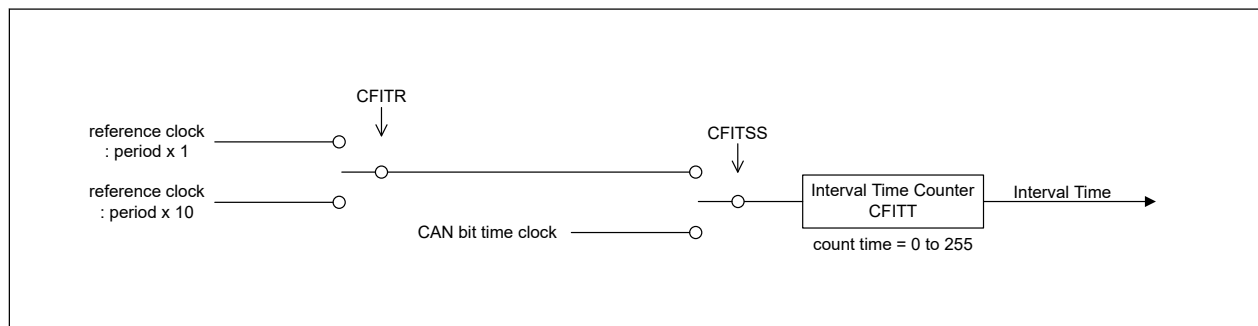 CFITR
reference clock
: period x 1
CFITSS
reference clock
: period x 10
Interval Time Counter
CFITT
Interval Time
CAN bit time clock
count time = 0 to 255